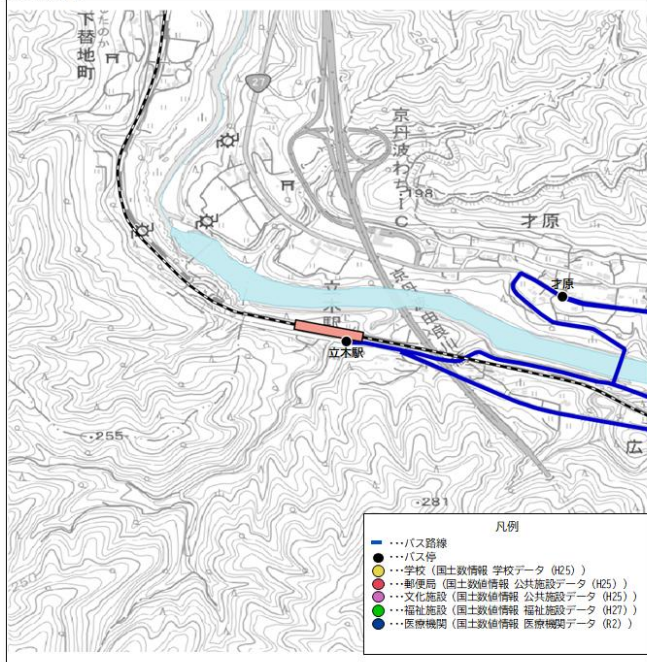 下替地町
27
京丹波わちIC
198
才原
才原
立木駅
立木駅
255
広
281
凡例
…バス路線
…バス停
…学校（国土数情報 学校データ（H25））
…郵便局（国土数値情報 公共施設データ（H25））
…文化施設（国土数値情報 公共施設データ（H25））
…福祉施設（国土数値情報 福祉施設データ（H27））
…医療機関（国土数値情報 医療機関データ（R2））